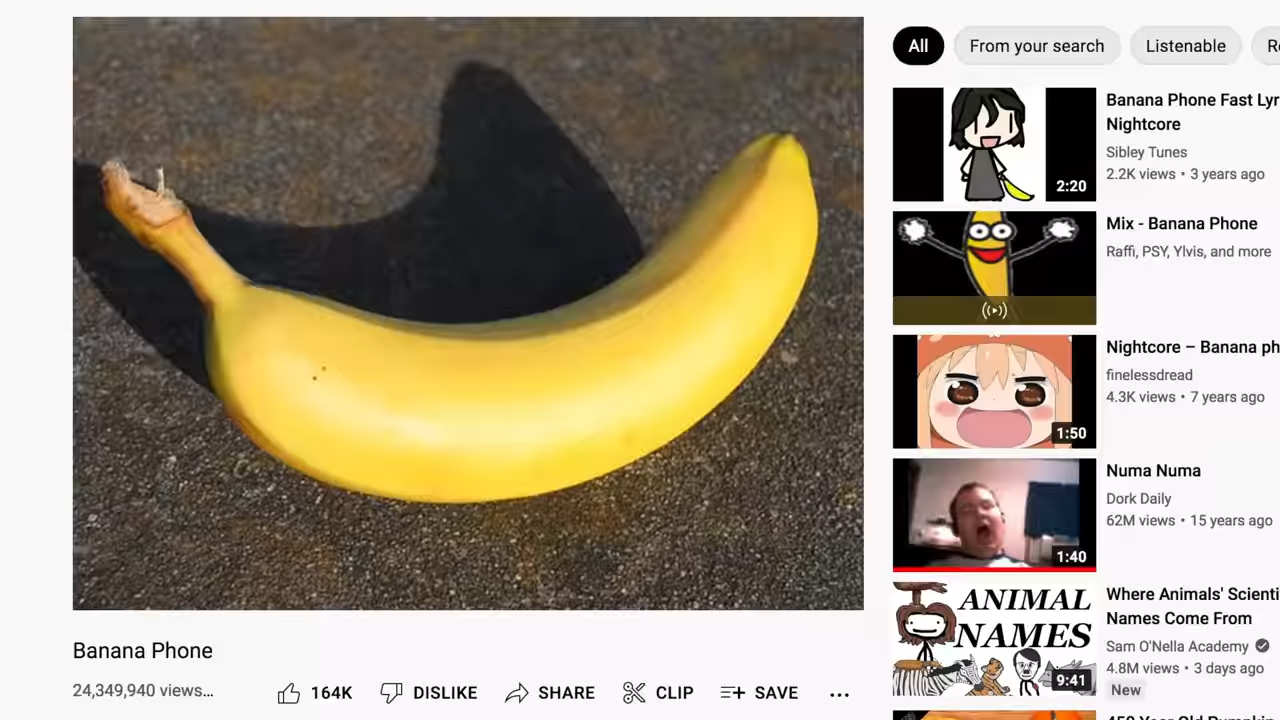 All
From your search
Listenable
Banana Phone Fast Lyr
Nightcore
Sibley Tunes
2:20
2.2K views • 3 years ago
Mix - Banana Phone
Raffi, PSY, Ylvis, and more
Nightcore – Banana ph
finelessdread
4.3K views • 7 years ago
1:50
Numa Numa
Dork Daily
62M views • 15 years ago
1:40
ANIMAL
NAMES
9:41
Where Animals' Scienti
Names Come From
Sam O'Nella Academy
4.8M views • 3 days ago
New
Banana Phone
24,349,940 views...
164K DISLIKE SHARE CLIP SAVE ...